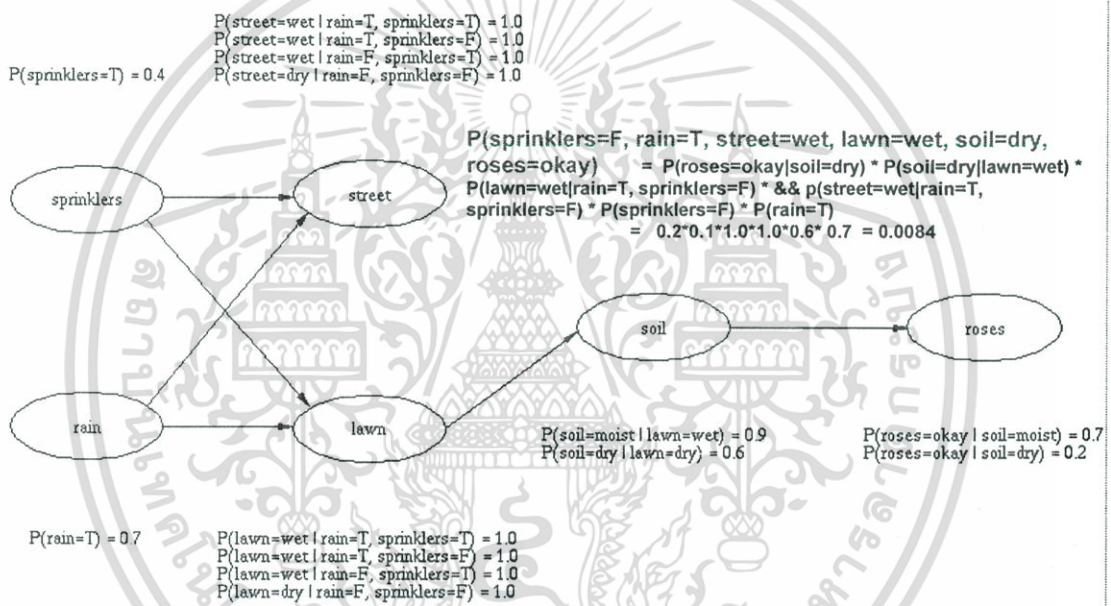 P(street=wet | rain=T, sprinklers=T) = 1.0
P(street=wet | rain=T, sprinklers=F) = 1.0
P(street=wet | rain=F, sprinklers=T) = 1.0
P(sprinklers=T) = 0.4
P(street=dry | rain=F, sprinklers=F) = 1.0
P(sprinklers=F, rain=T, street=wet, lawn=wet, soil=dry,
roses=okay) = P(roses=okay|soil=dry) * P(soil=dry|lawn=wet) *
P(lawn=wet|rain=T, sprinklers=F) * && p(street=wet|rain=T,
sprinklers=F) * P(sprinklers=F) * P(rain=T)
= 0.2*0.1*1.0*1.0*0.6* 0.7 = 0.0084
sprinklers
street
soil
roses
rain
lawn
P(soil=moist | lawn=wet) = 0.9
P(soil=dry | lawn=dry) = 0.6
P(roses=okay | soil=moist) = 0.7
P(roses=okay | soil=dry) = 0.2
P(rain=T) = 0.7
P(lawn=wet | rain=T, sprinklers=T) = 1.0
P(lawn=wet | rain=T, sprinklers=F) = 1.0
P(lawn=wet | rain=F, sprinklers=T) = 1.0
P(lawn=dry | rain=F, sprinklers=F) = 1.0